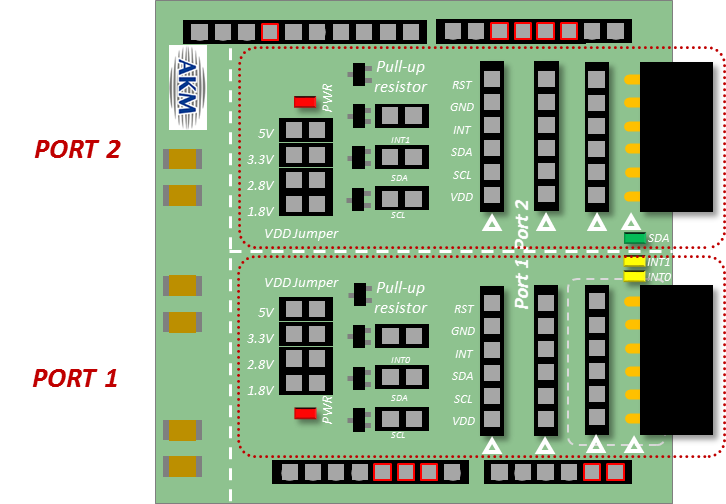 AKM
PORT 2
Pull-up
resistor
PWR
5V
3.3V
2.8V
1.8V
VDD Jumper
INT1
SDA
SCL
RST
GND
INT
SDA
SCL
VDD
Port 2
SDA
INT1
INT0
PORT 1
Port 1
VDD Jumper
5V
3.3V
2.8V
1.8V
PWR
Pull-up
resistor
INT0
SDA
SCL
RST
GND
INT
SDA
SCL
VDD